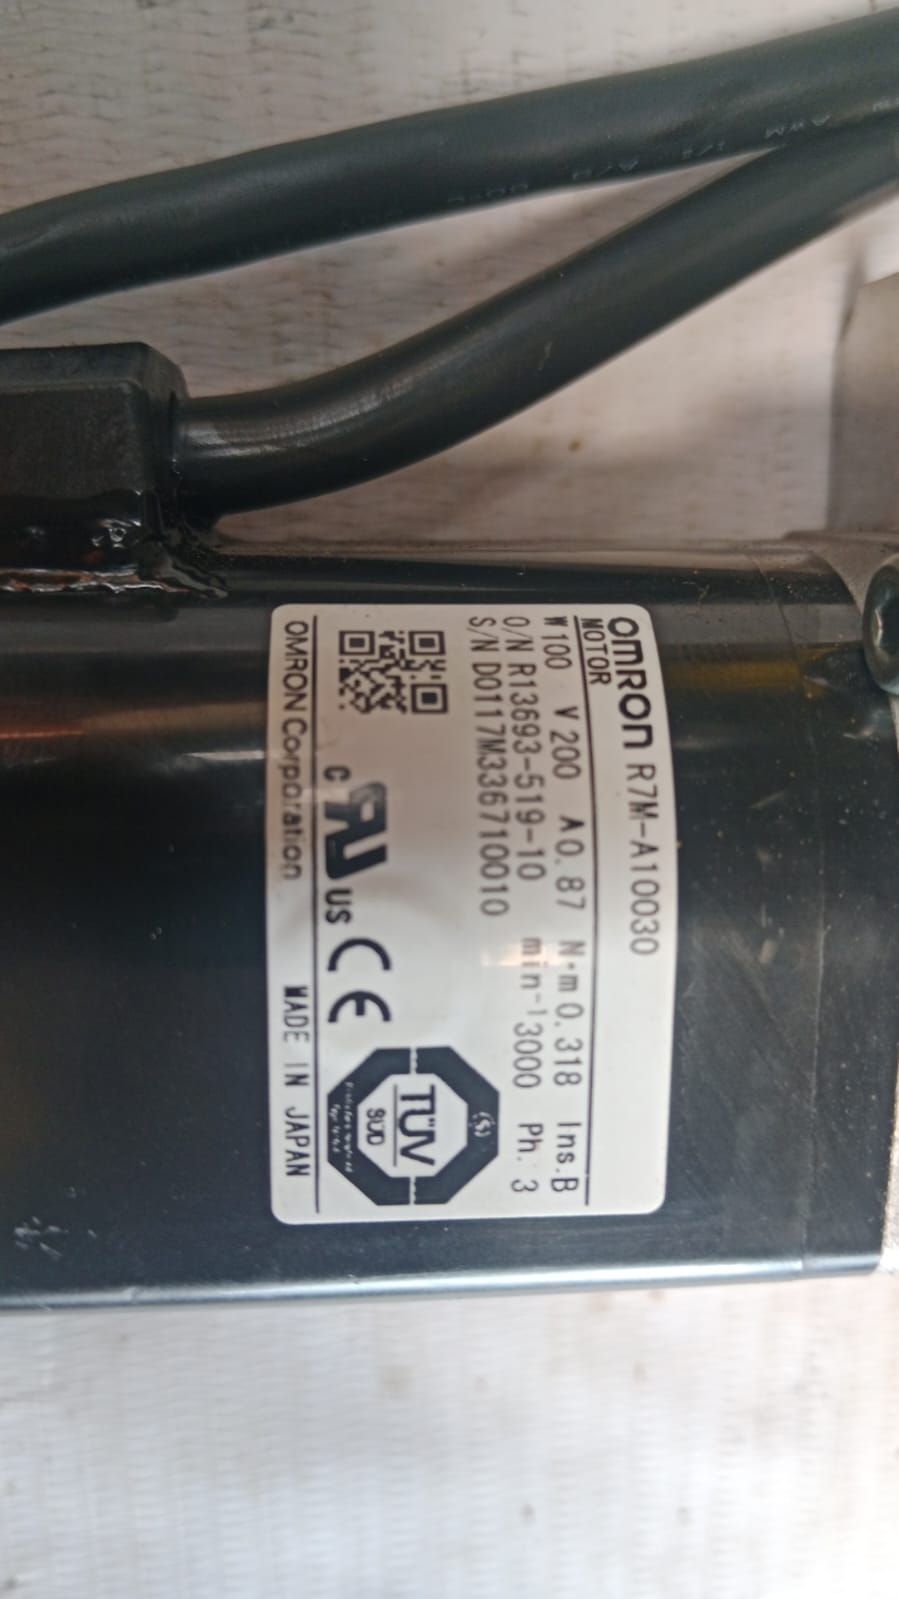 OMRON R7M-A10030
MOTOR
W 100 V 200 A 0.87 N·m 0.318 Ins.B
O/N R13693-519-10 min⁻¹ 3000 Ph. 3
S/N D0117M336710010
C US CE
TÜV
SÜD
OMRON Corporation MADE IN JAPAN